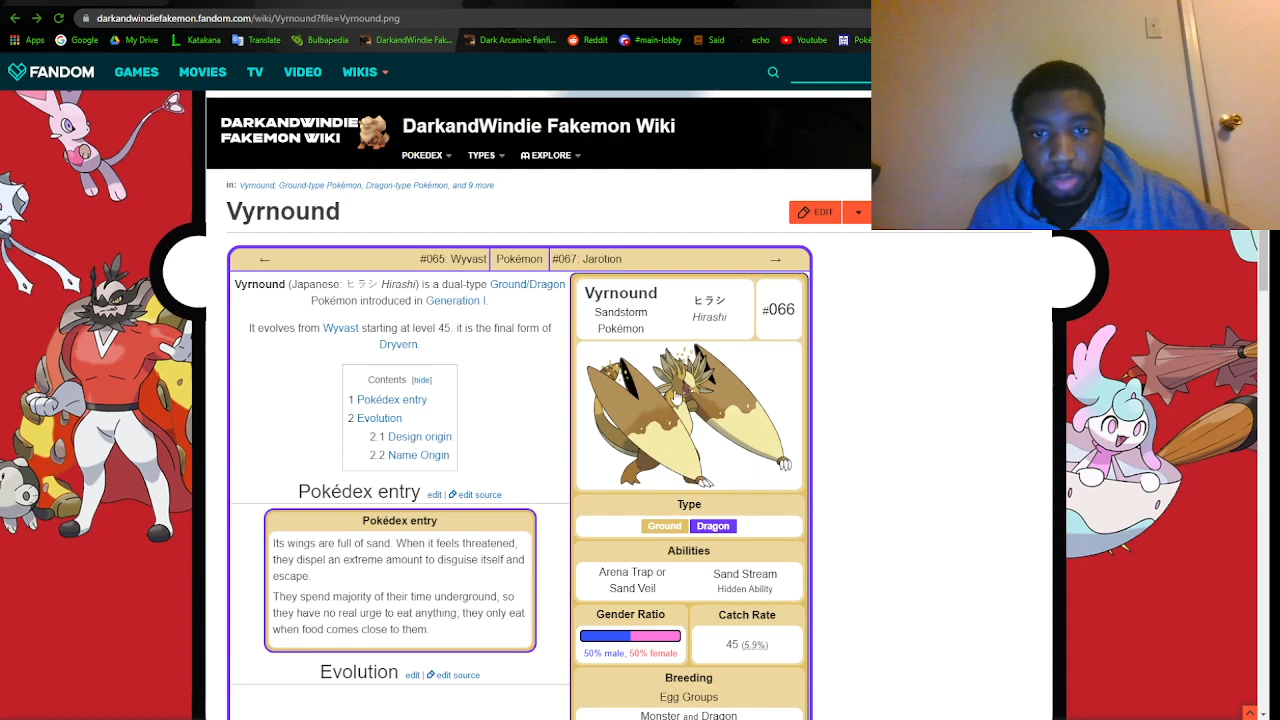 darkandwindiefakemon.fandom.com/wiki/Vyrnound?file=Vyrnound.png
Apps Google My Drive Katakana Translate Bulbapedia DarkandWindie Fak... Dark Arcanine Fanfi... Reddit #main-lobby Said echo Youtube Poké
FANDOM GAMES MOVIES TV VIDEO WIKIS
DARKANDWINDIE
FAKEMON WIKI
DarkandWindie Fakemon Wiki
POKEDEX TYPES EXPLORE
in: Vyrnound, Ground-type Pokémon, Dragon-type Pokémon, and 9 more
Vyrnound
EDIT
← #065: Wyvast Pokémon #067: Jarotion →
Vyrnound (Japanese: ヒラシ Hirashi) is a dual-type Ground/Dragon
Pokémon introduced in Generation I.
It evolves from Wyvast starting at level 45. it is the final form of
Dryvern.
Contents [hide]
1 Pokédex entry
2 Evolution
2.1 Design origin
2.2 Name Origin
Pokédex entry edit | edit source
Pokédex entry
Its wings are full of sand. When it feels threatened,
they dispel an extreme amount to disguise itself and
escape.
They spend majority of their time underground, so
they have no real urge to eat anything; they only eat
when food comes close to them.
Evolution edit | edit source
Vyrnound
Sandstorm
Pokémon
ヒラシ
Hirashi
#066
Type
Ground Dragon
Abilities
Arena Trap or
Sand Veil
Sand Stream
Hidden Ability
Gender Ratio
50% male, 50% female
Catch Rate
45 (5.9%)
Breeding
Egg Groups
Monster and Dragon